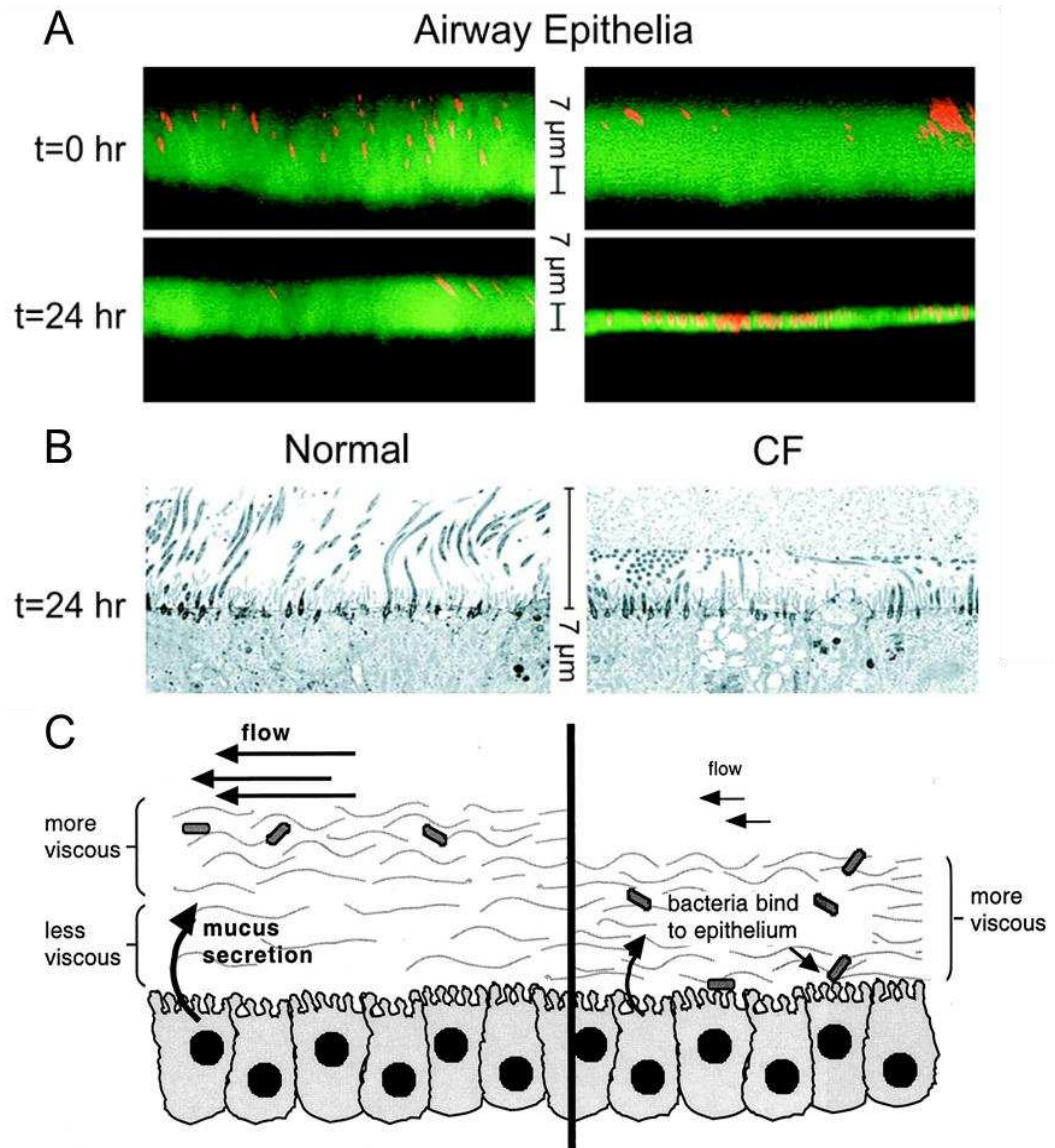 A
Airway Epithelia
t=0 hr
7 μm
t=24 hr
7 μm
B
Normal
CF
t=24 hr
7 μm
C
flow
flow
more
viscous
less
viscous
mucus
secretion
bacteria bind
to epithelium
more
viscous